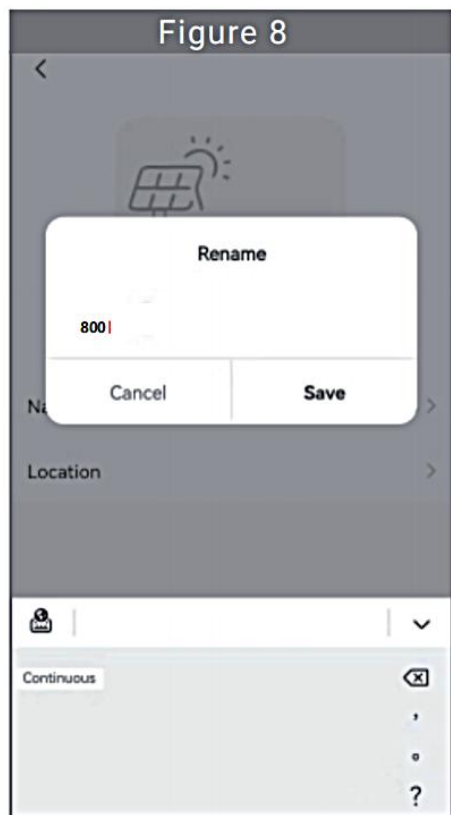 Figure 8
Rename
800
Cancel
Save
Na
Location
Continuous
,
。
?